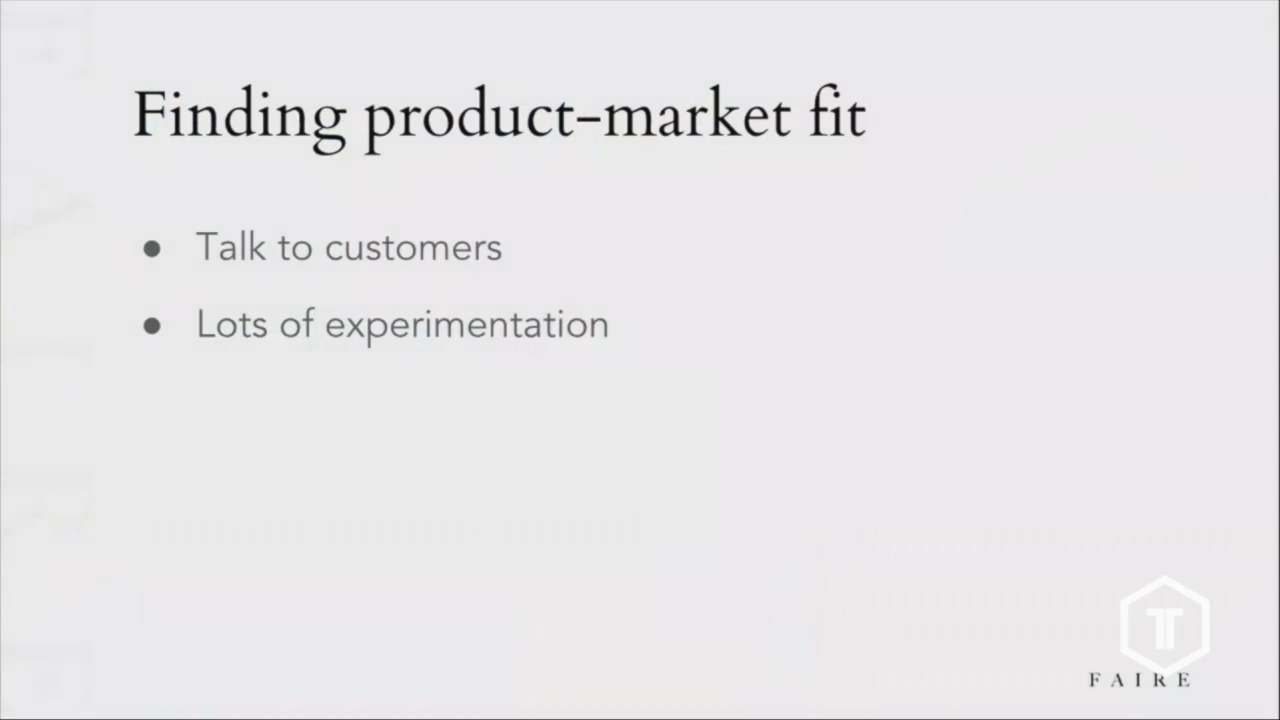 Finding product-market fit
● Talk to customers
● Lots of experimentation
FAIRE